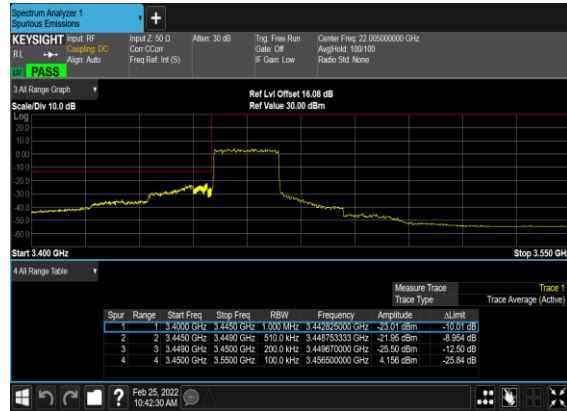 Spectrum Analyzer 1
Spurious Emissions
KEYSIGHT Input: RF Input Z: 50 Ω Atten: 30 dB Trig: Free Run Center Freq: 22.005000000 GHz
RL Coupling: DC Corr CCorr Gate: Off Avg|Hold: 100/100
Align: Auto Freq Ref: Int (S) IF Gain: Low Radio Std: None
LW PASS
3 All Range Graph
Ref Lvl Offset 16.08 dB
Scale/Div 10.0 dB Ref Value 30.00 dBm
Log
20.0
10.0
0.00
-10.0
-20.0
-30.0
-40.0
-50.0
-60.0
Start 3.400 GHz Stop 3.550 GHz
4 All Range Table
Measure Trace Trace 1
Trace Type Trace Average (Active)
Spur Range Start Freq Stop Freq RBW Frequency Amplitude ΔLimit
1 1 3.4000 GHz 3.4450 GHz 1.000 MHz 3.442825000 GHz -23.01 dBm -10.01 dB
2 2 3.4450 GHz 3.4490 GHz 510.0 kHz 3.448753333 GHz -21.95 dBm -8.954 dB
3 3 3.4490 GHz 3.4500 GHz 200.0 kHz 3.449670000 GHz -25.50 dBm -12.50 dB
4 4 3.4500 GHz 3.5500 GHz 100.0 kHz 3.456500000 GHz 4.156 dBm -25.84 dB
Feb 25, 2022
10:42:30 AM